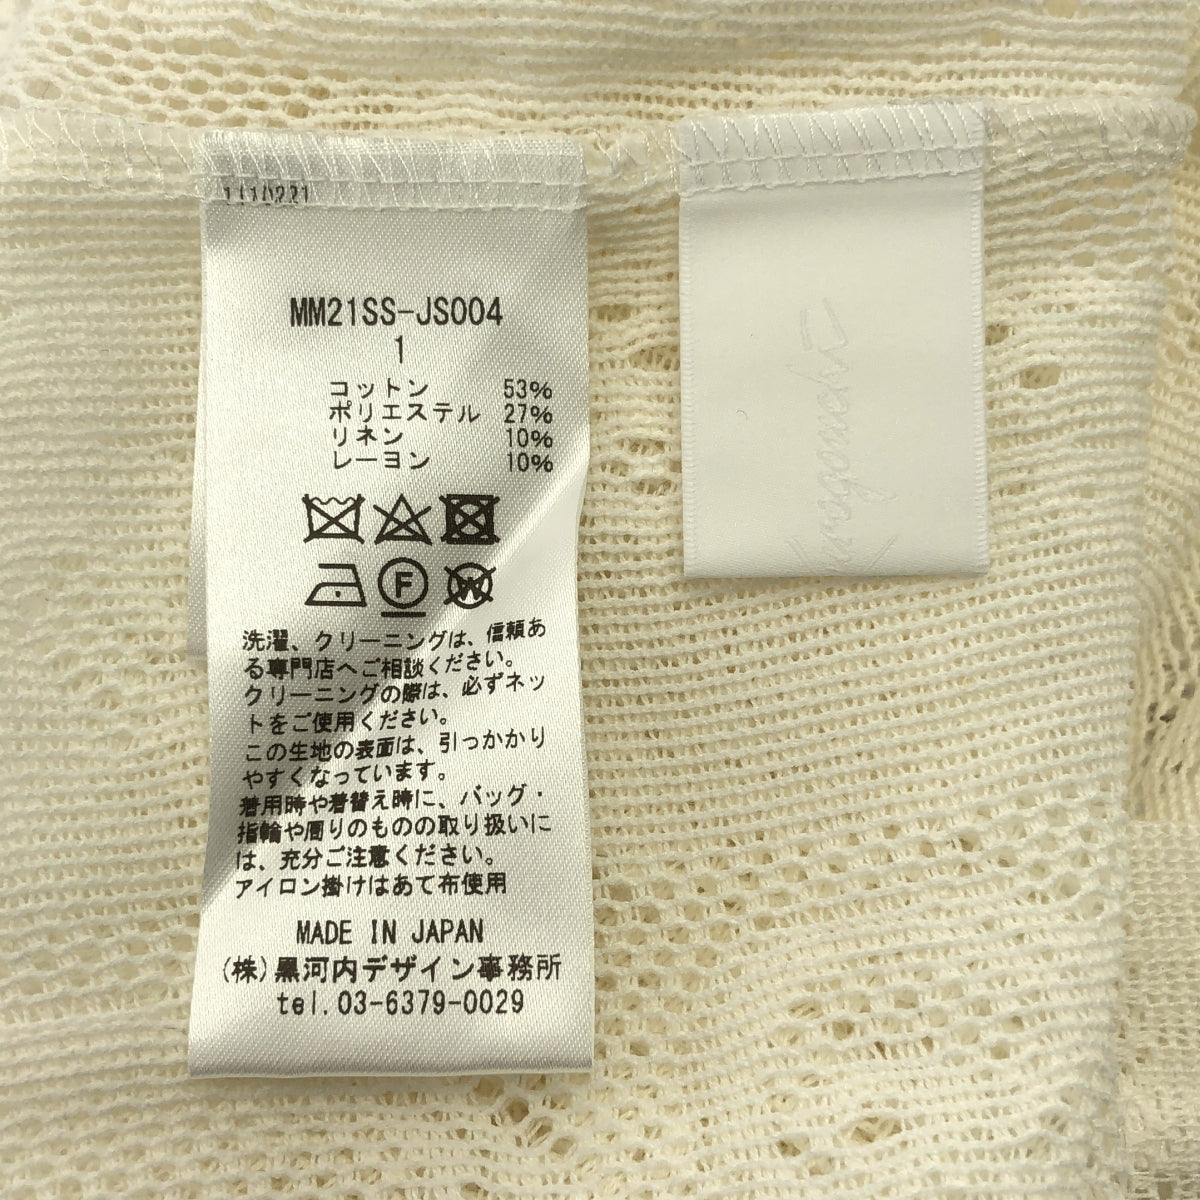 MM21SS-JS004
1
コットン 53%
ポリエステル 27%
リネン 10%
レーヨン 10%
F
W
洗濯、クリーニングは、信頼あ
る専門店へご相談ください。
クリーニングの際は、必ずネッ
トをご使用ください。
この生地の表面は、引っかかり
やすくなっています。
着用時や着替え時に、バッグ・
指輪や周りのものの取り扱いに
は、充分ご注意ください。
アイロン掛けはあて布使用
MADE IN JAPAN
(株)黒河内デザイン事務所
tel.03-6379-0029